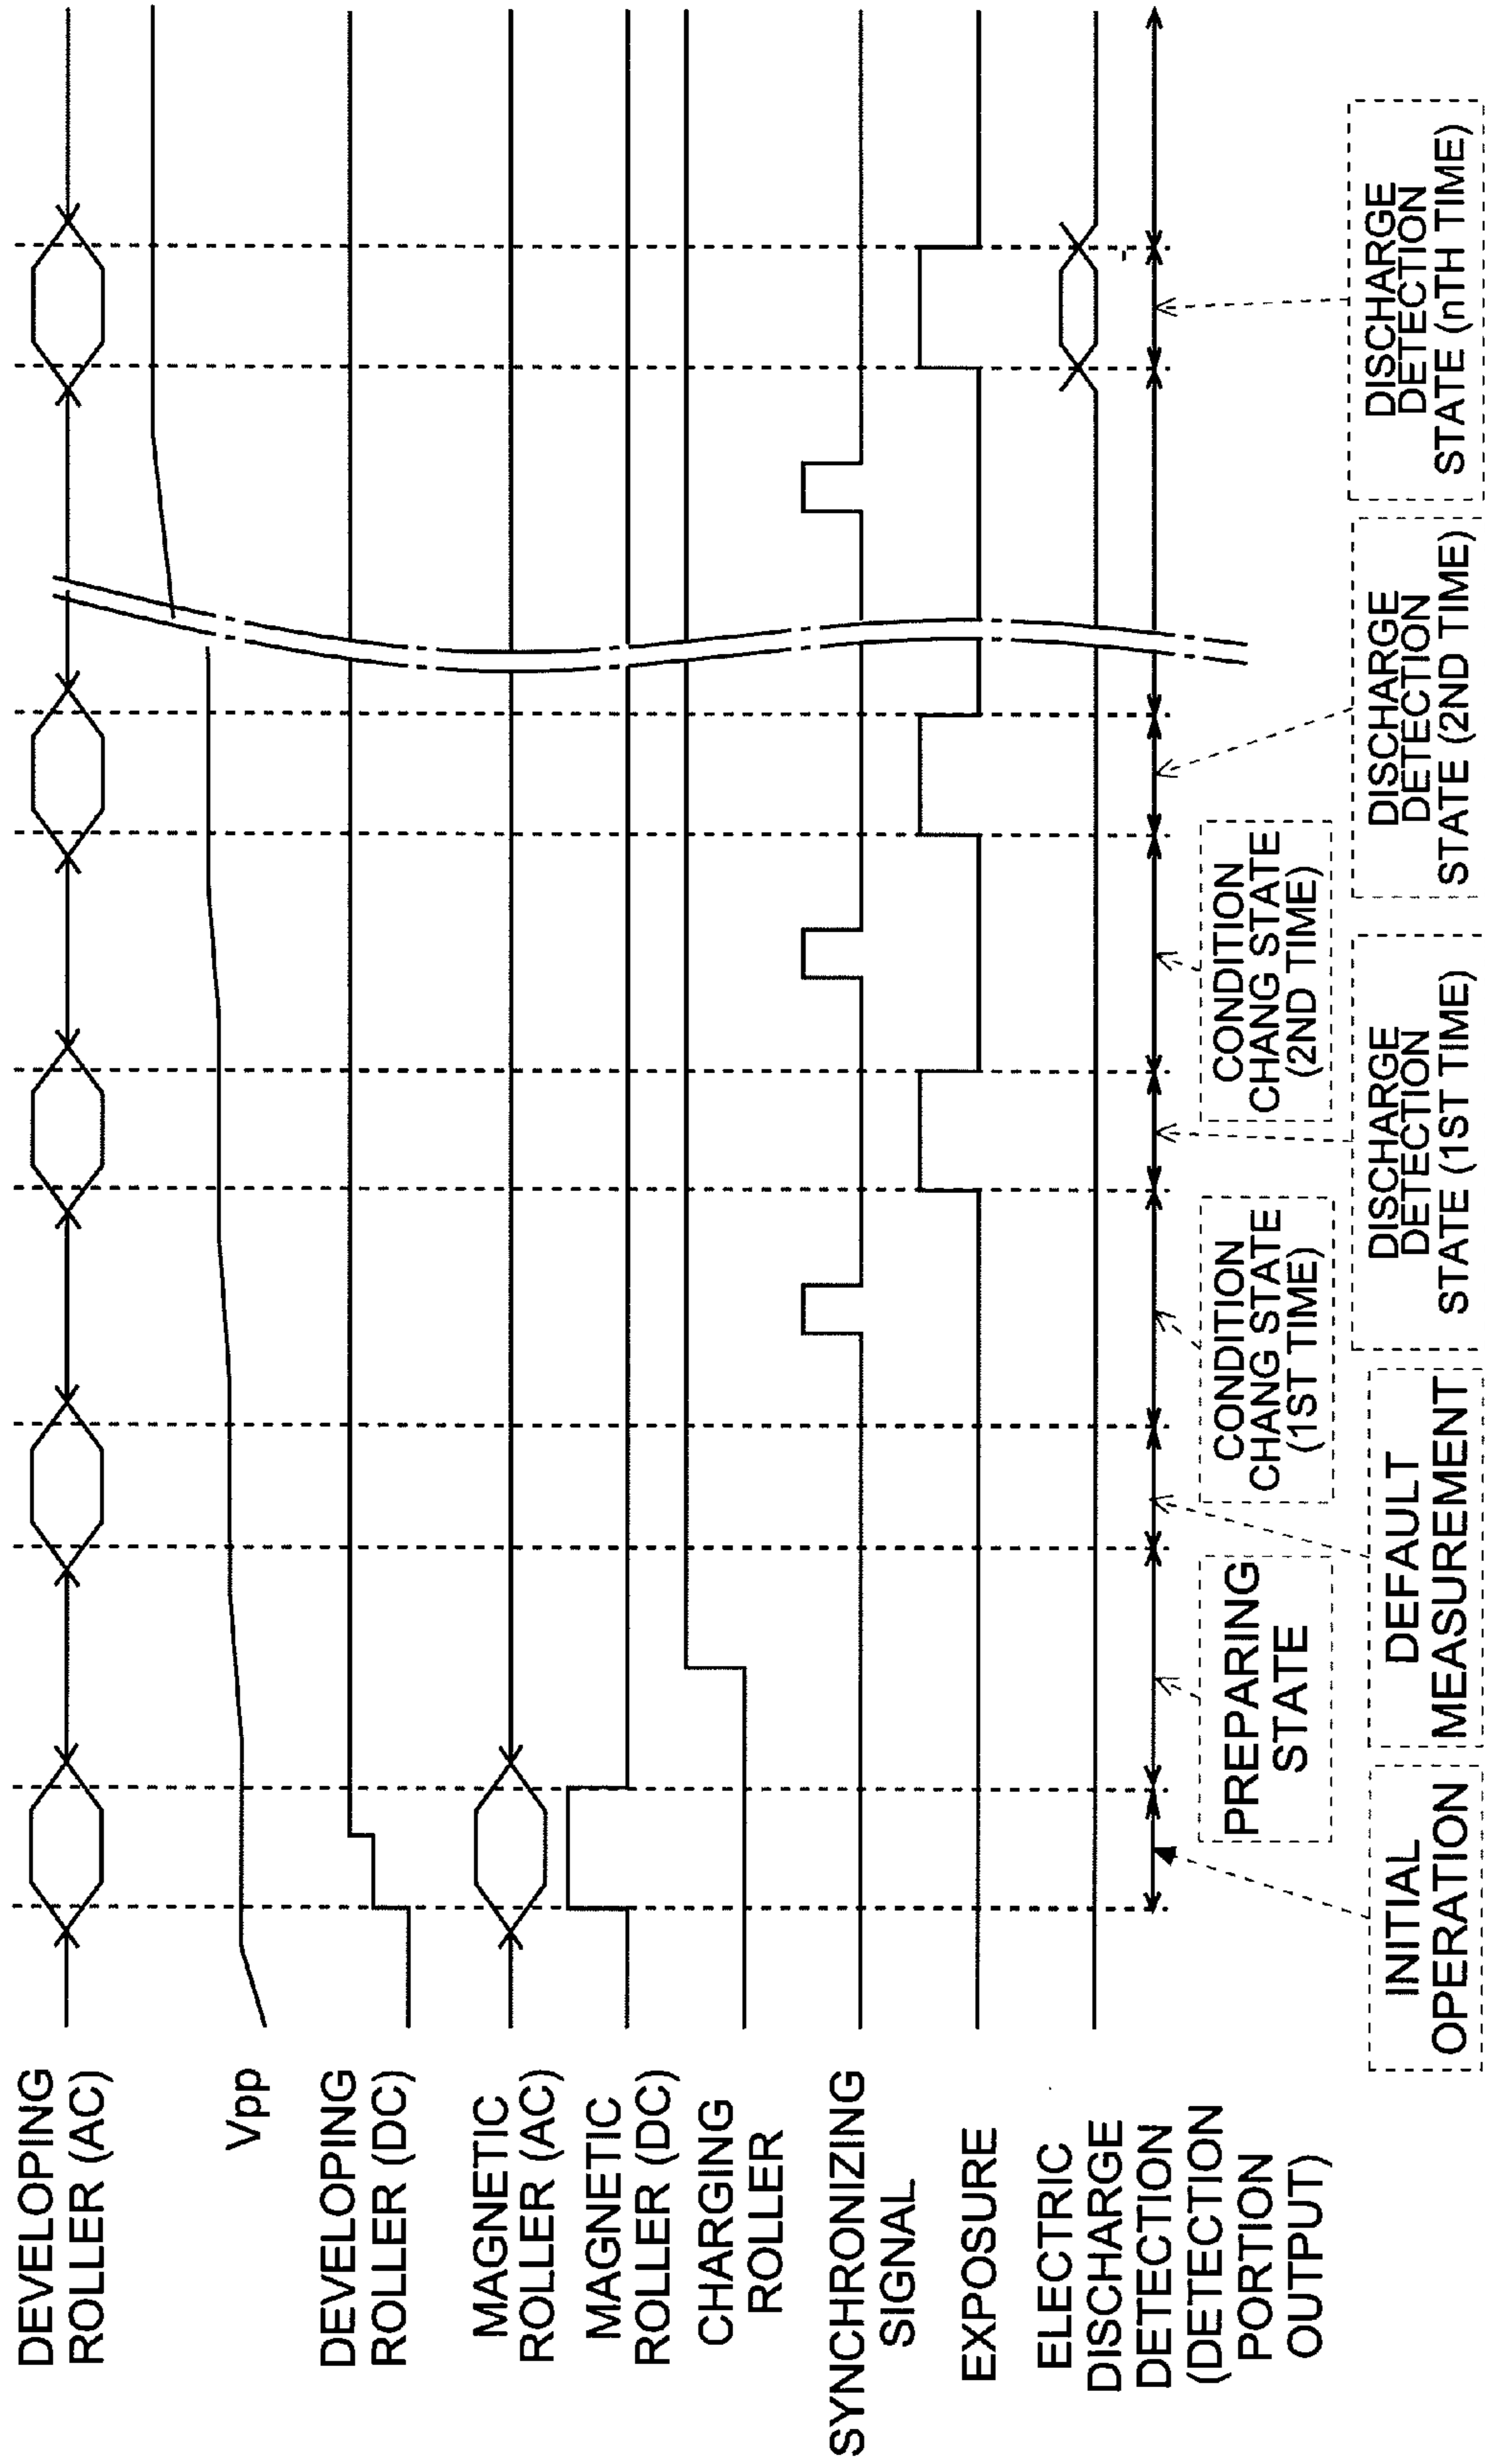 DEVELOPING
ROLLER (AC)
Vpp
DEVELOPING
ROLLER (DC)
MAGNETIC
ROLLER (AC)
MAGNETIC
ROLLER (DC)
CHARGING
ROLLER
SYNCHRONIZING
SIGNAL
EXPOSURE
ELECTRIC
DISCHARGE
DETECTION
(DETECTION
PORTION
OUTPUT)
INITIAL
OPERATION
PREPARING
STATE
DEFAULT
MEASUREMENT
CONDITION
CHANG STATE
(1ST TIME)
DISCHARGE
DETECTION
STATE (1ST TIME)
CONDITION
CHANG STATE
(2ND TIME)
DISCHARGE
DETECTION
STATE (2ND TIME)
DISCHARGE
DETECTION
STATE (nTH TIME)